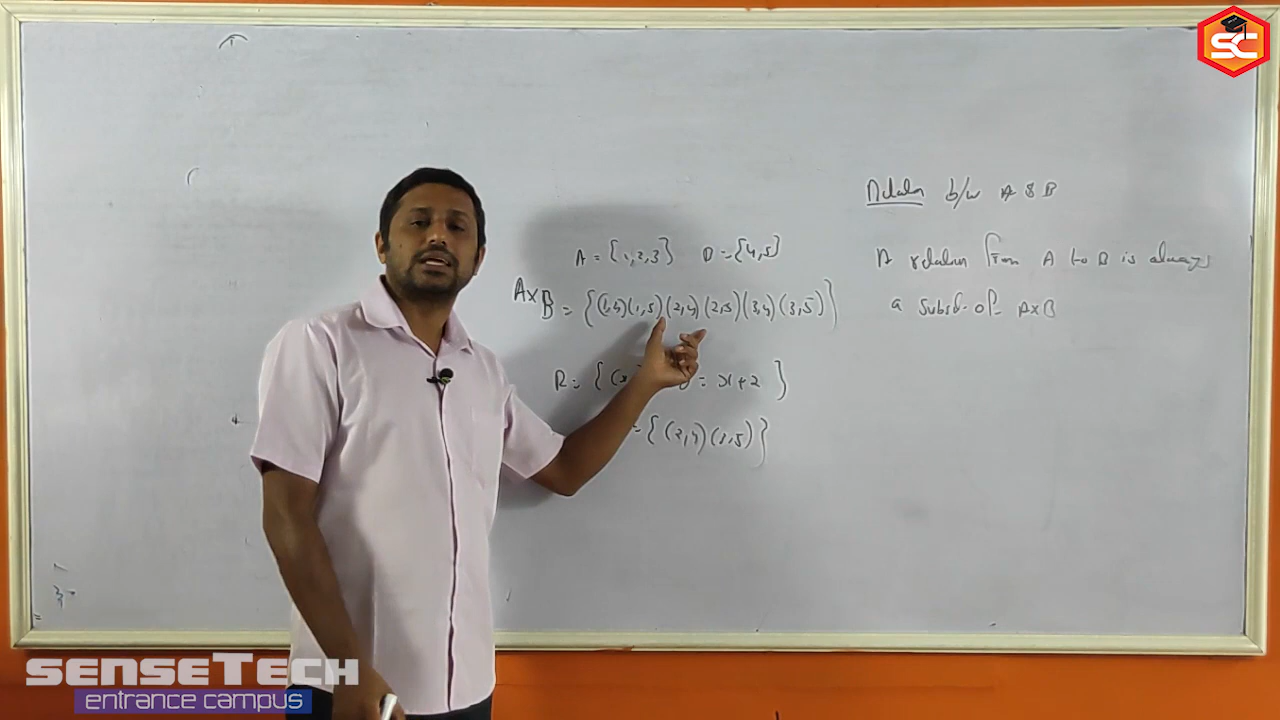 SC
Relation b/w A & B
A = {1,2,3} B = {4,5}
A relation from A to B is always
a subset of A×B
A×B = {(1,4)(1,5)(2,4)(2,5)(3,4)(3,5)}
R = {(x = x+2 }
= {(2,4)(3,5)}
SENSETECH
entrance campus